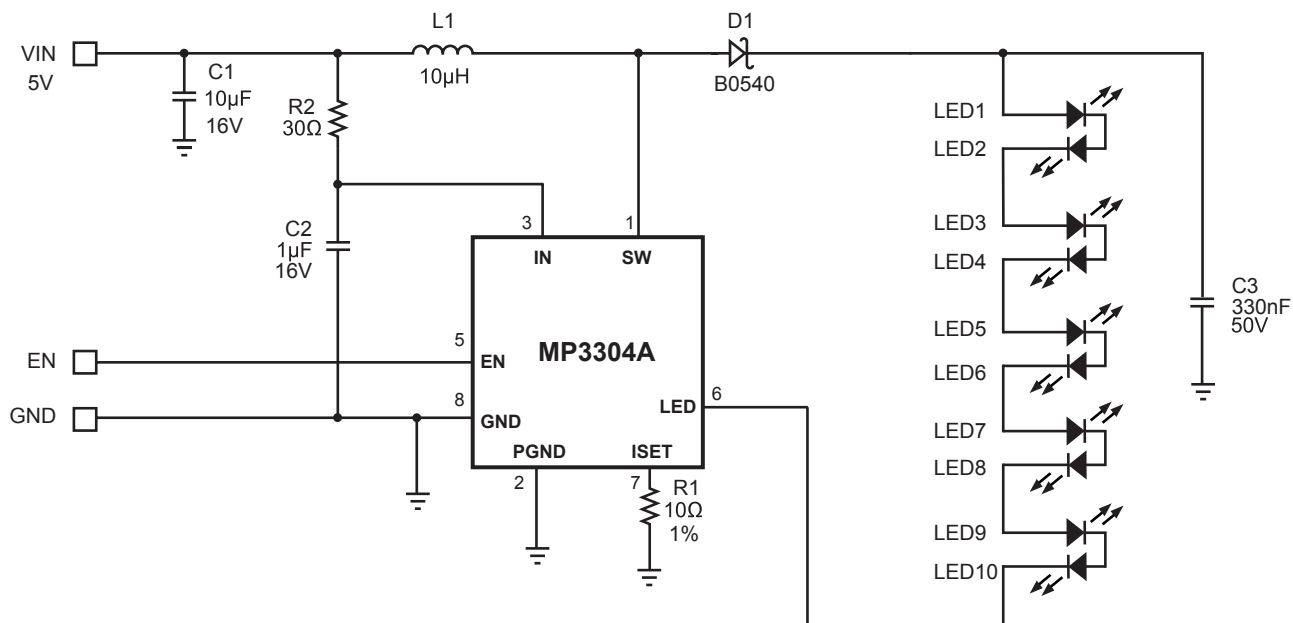 L1
D1
VIN
5V
C1
10µF
16V
10µH
B0540
R2
30Ω
LED1
LED2
C2
1µF
16V
3
1
IN
SW
LED3
LED4
C3
330nF
50V
LED5
LED6
MP3304A
EN
5
EN
GND
8
GND
LED
6
LED7
LED8
PGND
ISET
2
7
R1
10Ω
1%
LED9
LED10